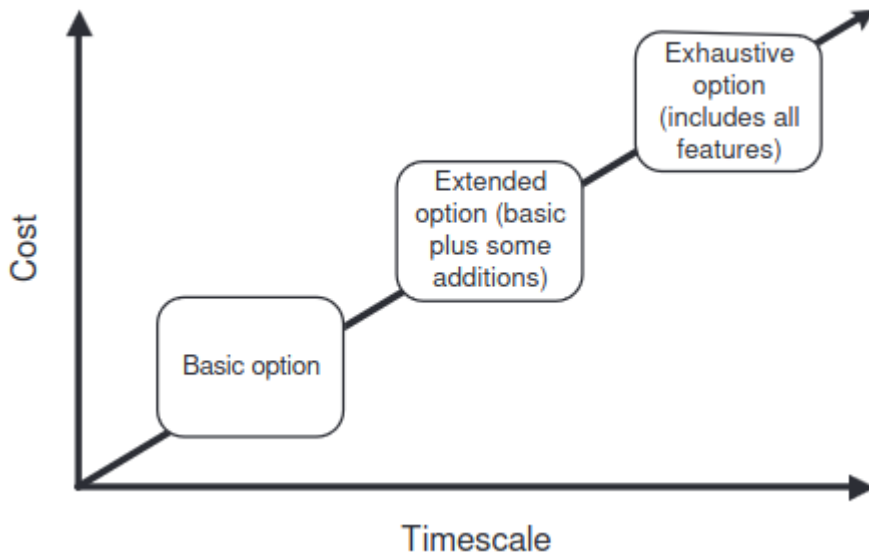 Exhaustive
option
(includes all
features)
Extended
option (basic
plus some
additions)
Basic option
Cost
Timescale